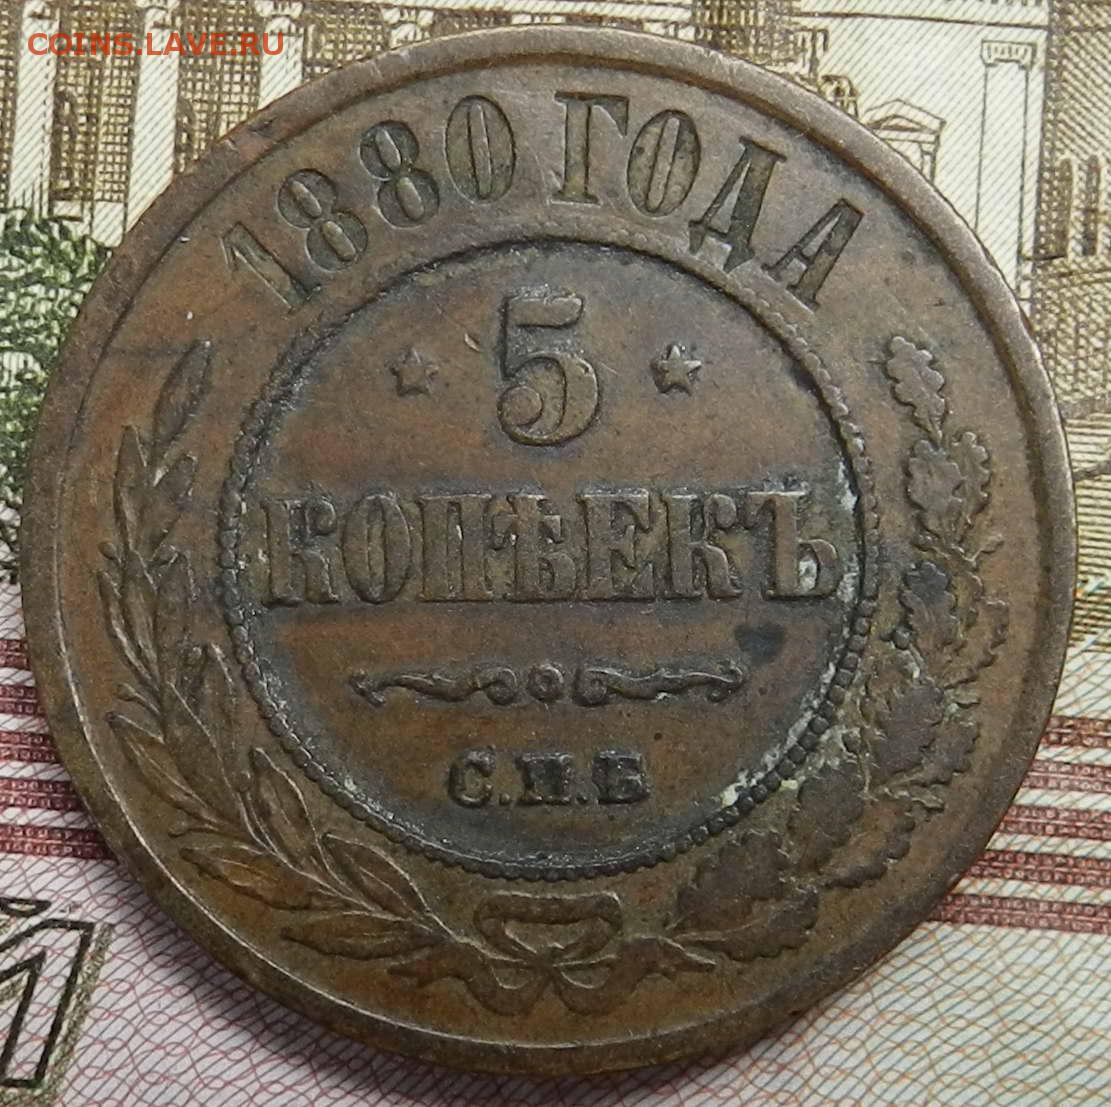 COINS.LAVE.RU
1880 ГОДА
5
КОПѢЕКЪ
С.П.Б
Й